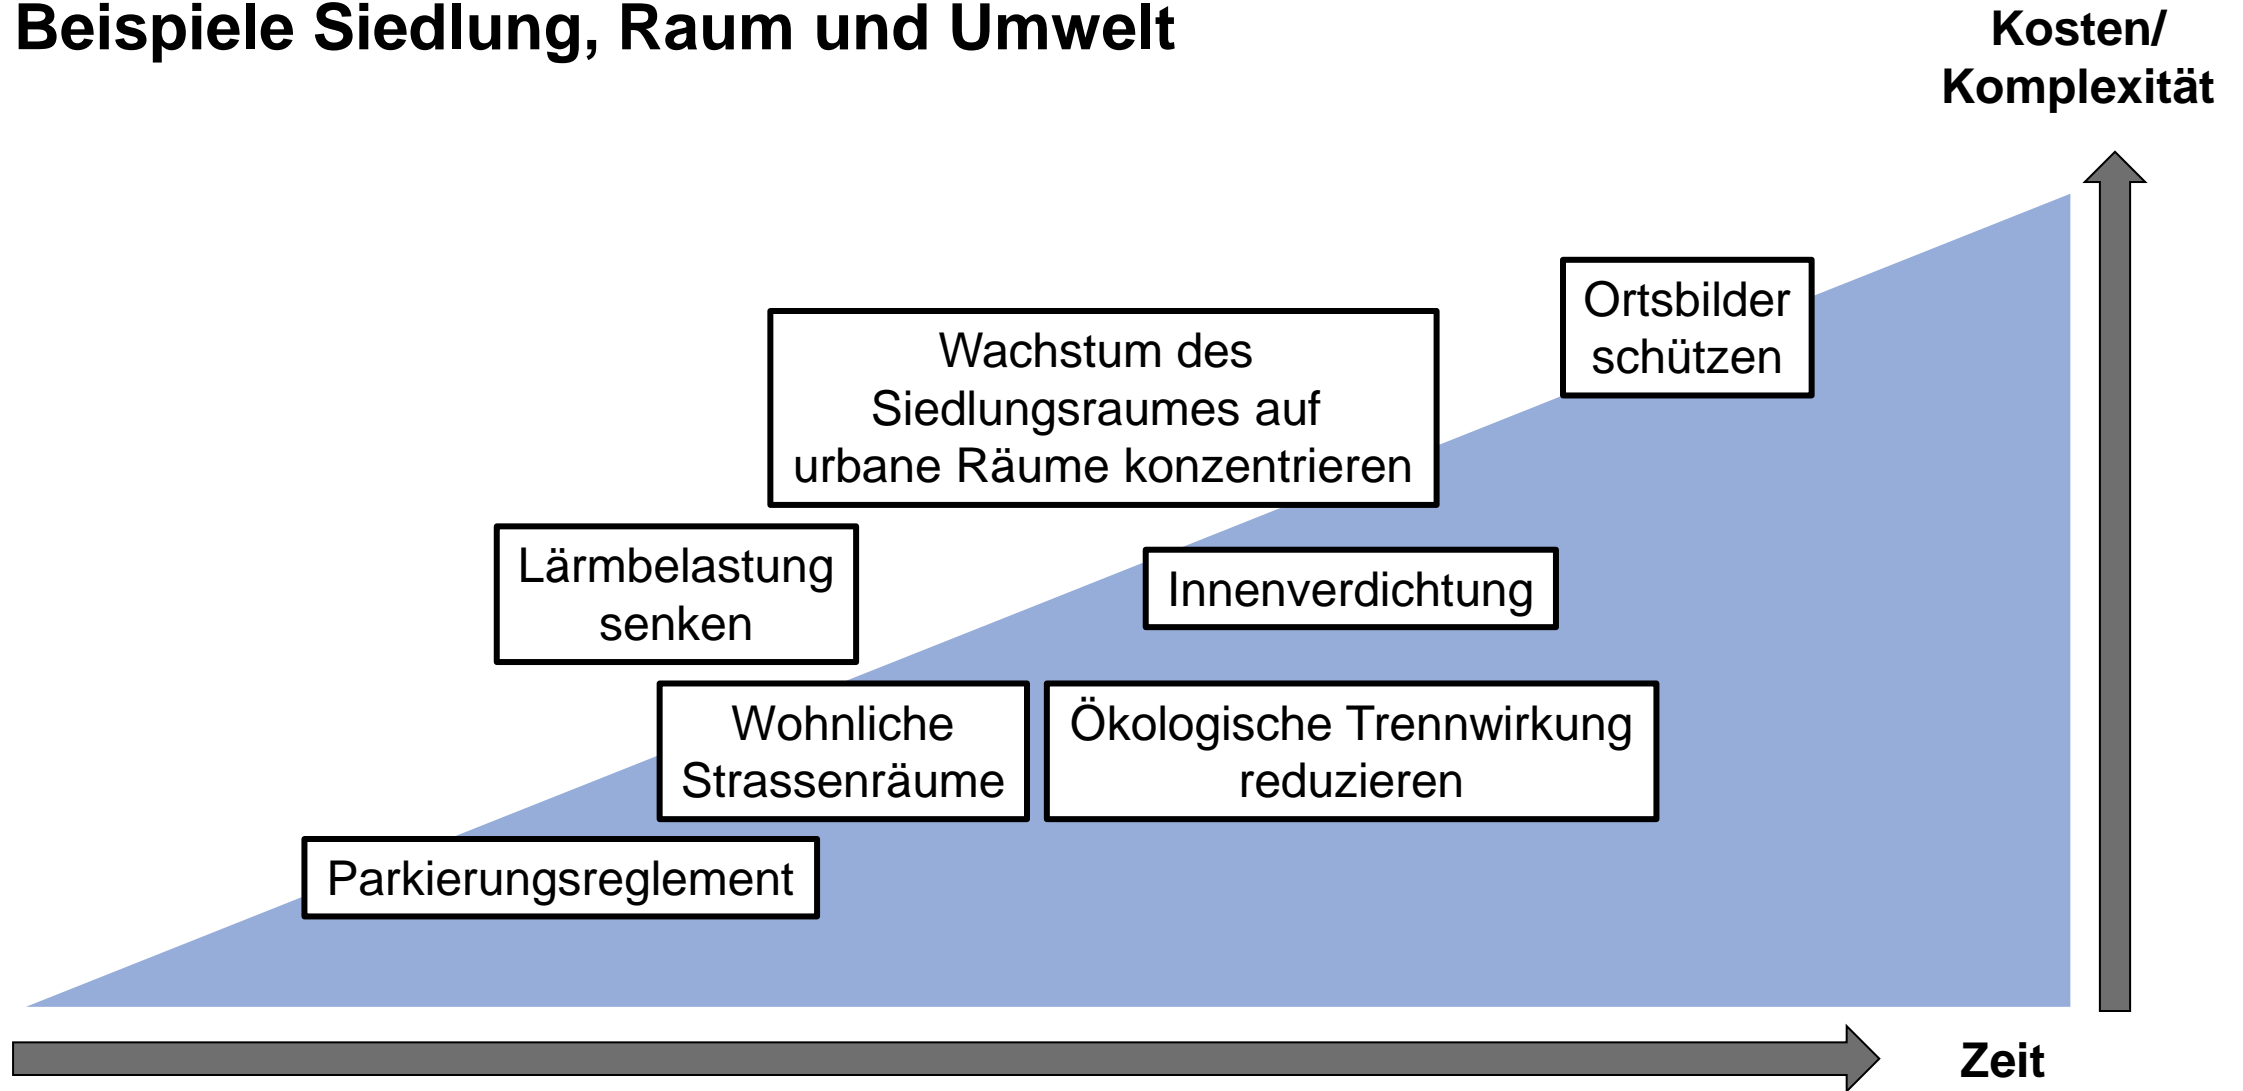 Beispiele Siedlung, Raum und Umwelt
Kosten/
Komplexität
Ortsbilder
schützen
Wachstum des
Siedlungsraumes auf
urbane Räume konzentrieren
Lärmbelastung
senken
Innenverdichtung
Wohnliche
Strassenräume
Ökologische Trennwirkung
reduzieren
Parkierungsreglement
Zeit